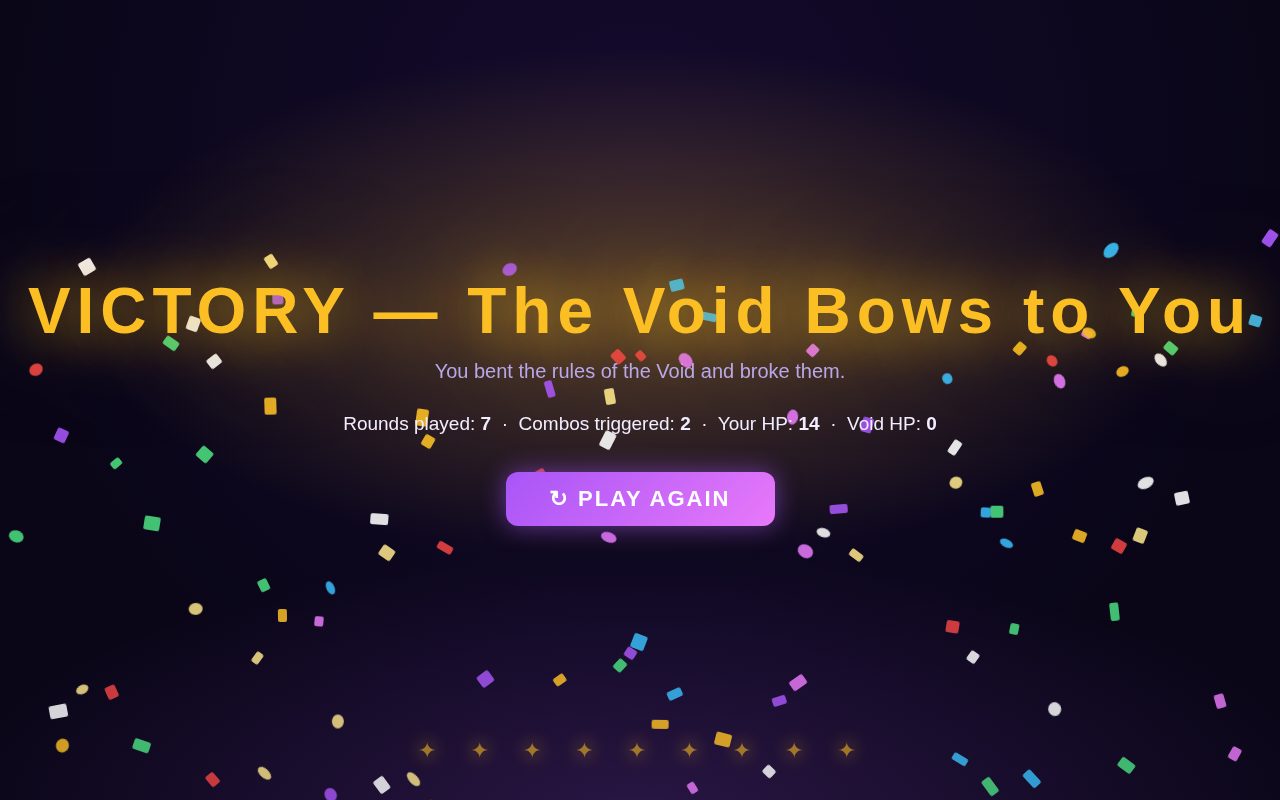 VICTORY — The Void Bows to You
You bent the rules of the Void and broke them.
Rounds played: 7 · Combos triggered: 2 · Your HP: 14 · Void HP: 0
↻ PLAY AGAIN
✦ ✦ ✦ ✦ ✦ ✦ ✦ ✦ ✦